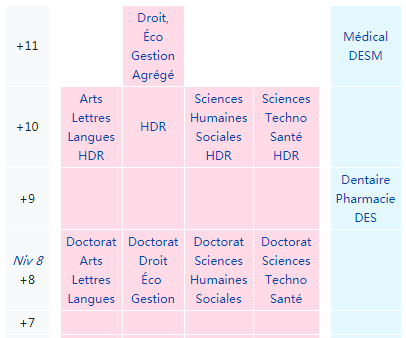 +11
Droit,
Éco
Gestion
Agrégé
Médical
DESM
+10
Arts
Lettres
Langues
HDR
HDR
Sciences
Humaines
Sociales
HDR
Sciences
Techno
Santé
HDR
+9
Dentaire
Pharmacie
DES
Niv 8
+8
Doctorat
Arts
Lettres
Langues
Doctorat
Droit
Éco
Gestion
Doctorat
Sciences
Humaines
Sociales
Doctorat
Sciences
Techno
Santé
+7